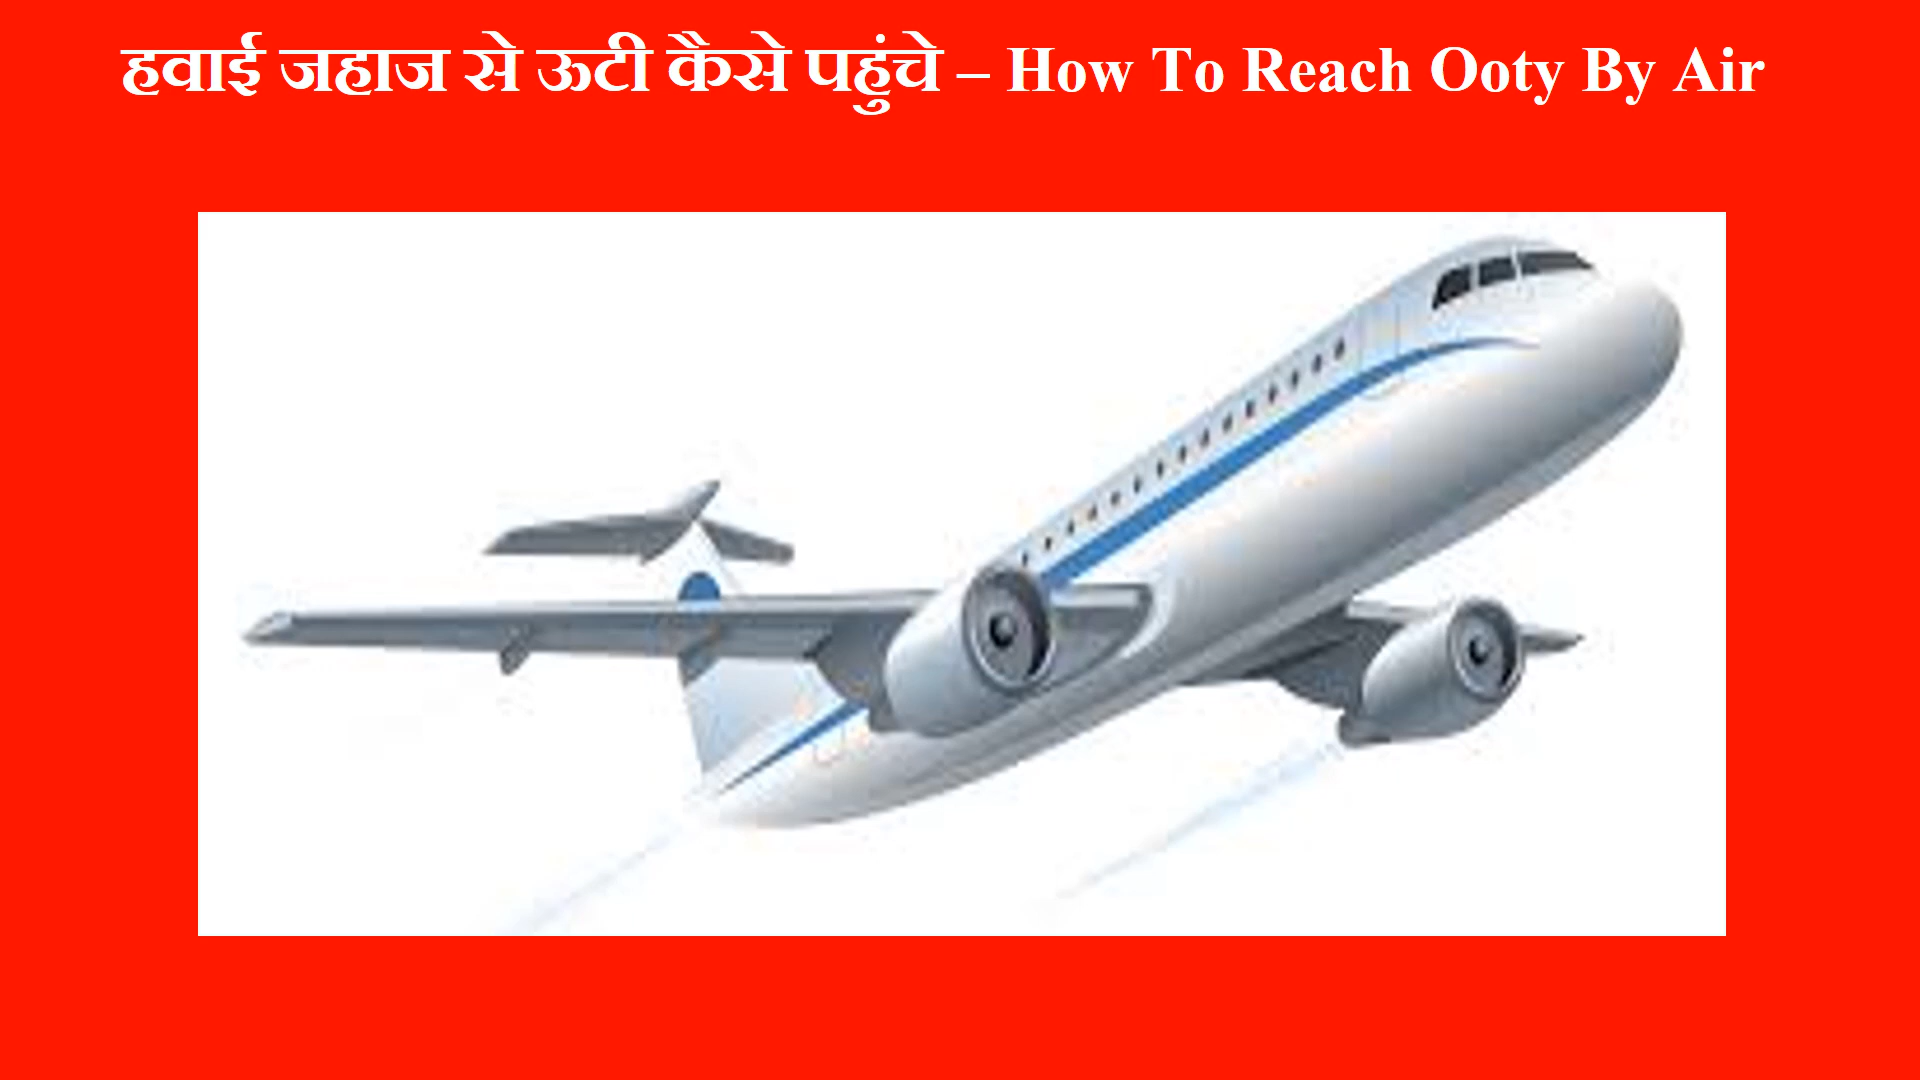 हवाई जहाज से ऊटी कैसे पहुंचे – How To Reach Ooty By Air